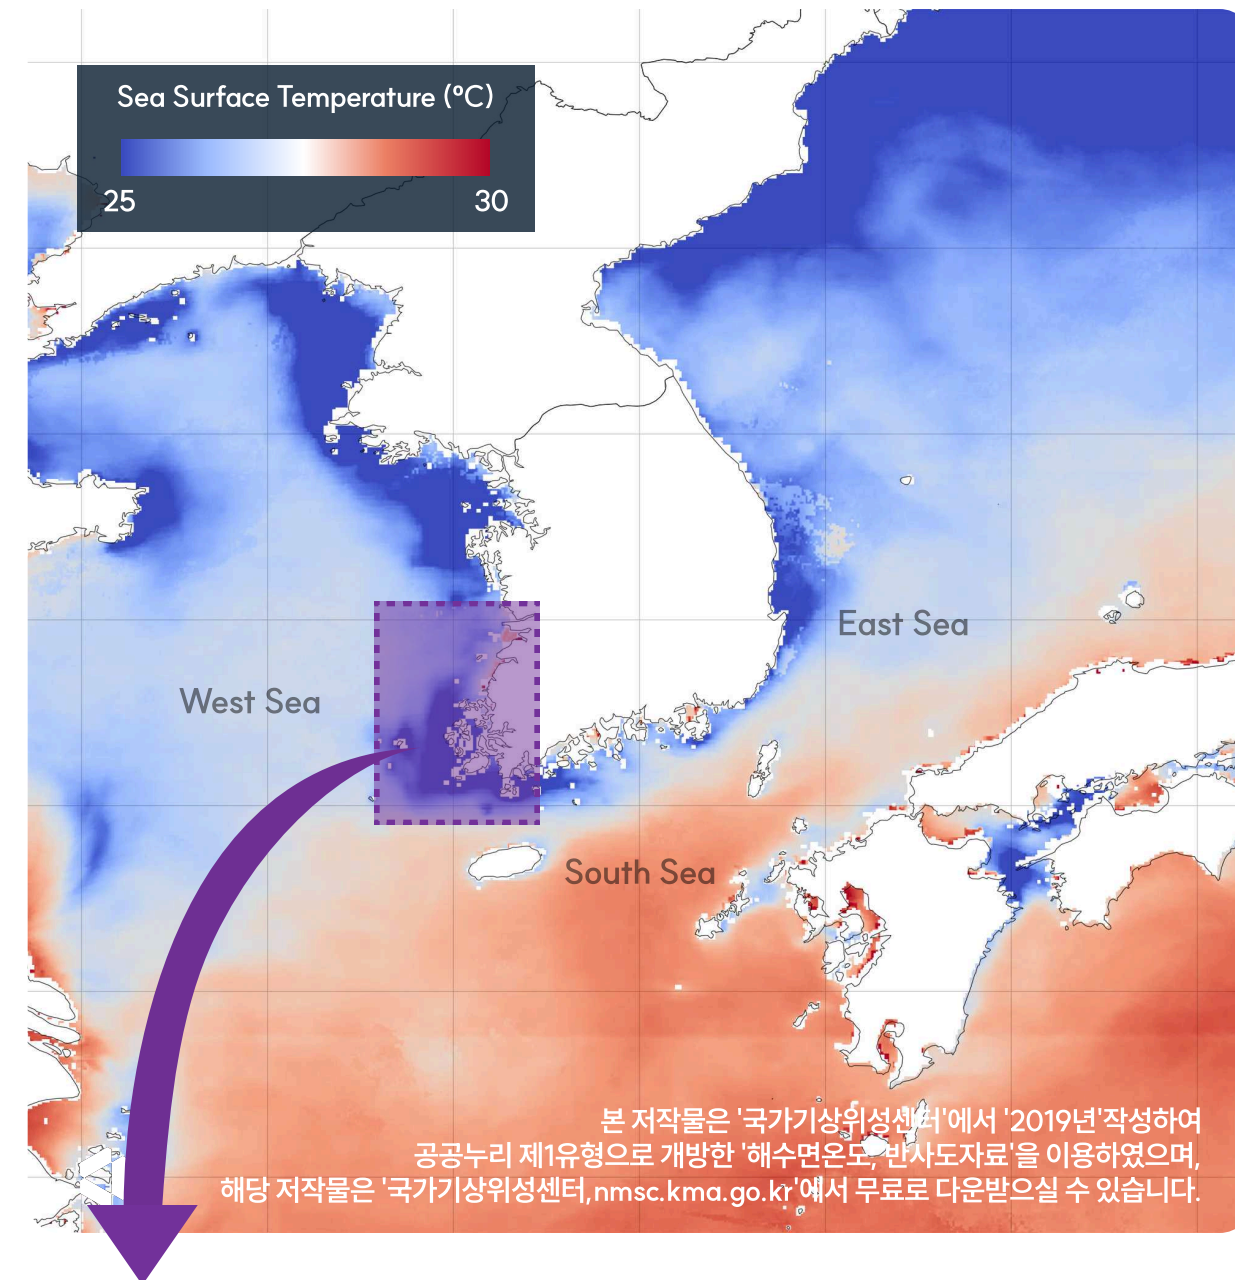 Sea Surface Temperature (°C)
25
30
East Sea
West Sea
South Sea
본 저작물은 '국가기상위성센터'에서 '2019년'작성하여
공공누리 제1유형으로 개방한 '해수면온도, 반사도자료'을 이용하였으며,
해당 저작물은 '국가기상위성센터,nmsc.kma.go.kr'에서 무료로 다운받으실 수 있습니다.